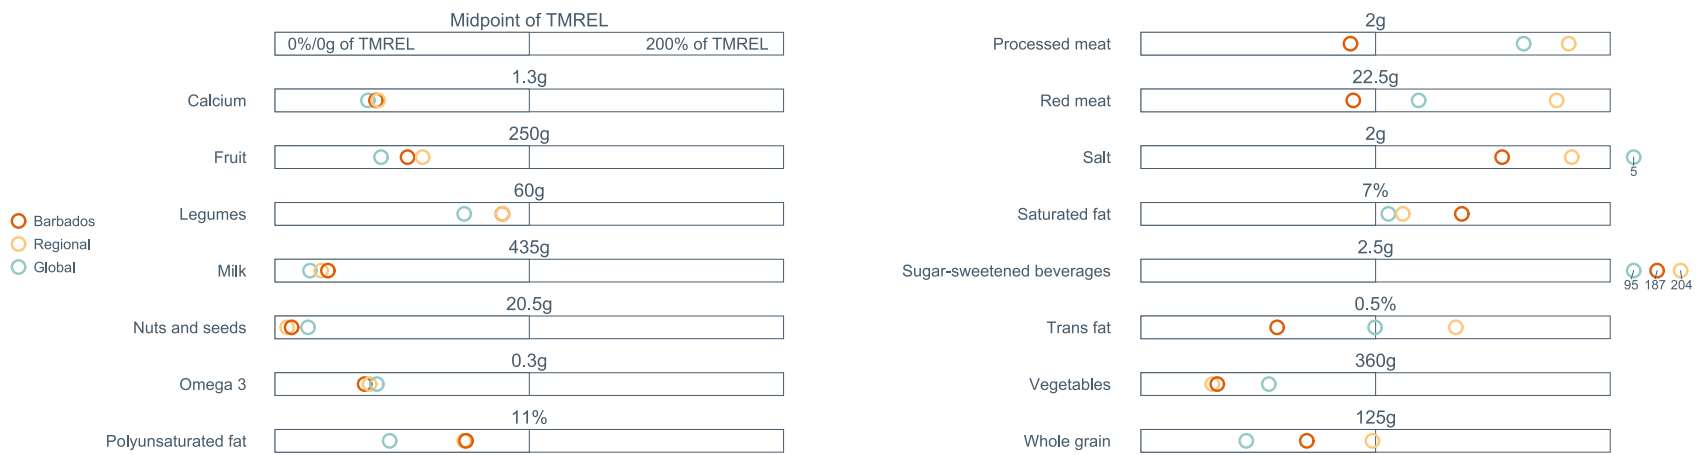 Midpoint of TMREL
0%/0g of TMREL 200% of TMREL
1.3g
Calcium
250g
Fruit
60g
Legumes
435g
Milk
20.5g
Nuts and seeds
0.3g
Omega 3
11%
Polyunsaturated fat
Barbados
Regional
Global
2g
Processed meat
22.5g
Red meat
2g
Salt
5
7%
Saturated fat
2.5g
Sugar-sweetened beverages
95 187 204
0.5%
Trans fat
360g
Vegetables
125g
Whole grain